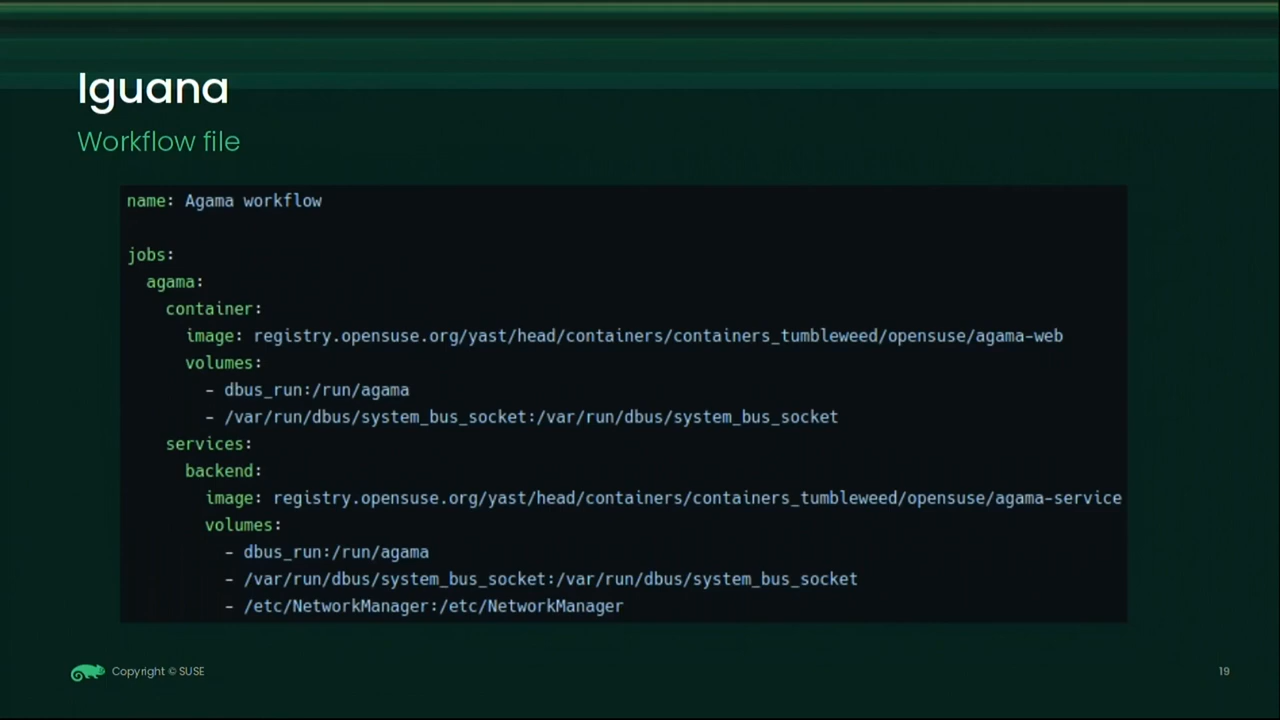 Iguana
Workflow file
name: Agama workflow
jobs:
  agama:
    container:
      image: registry.opensuse.org/yast/head/containers/containers_tumbleweed/opensuse/agama-web
      volumes:
        - dbus_run:/run/agama
        - /var/run/dbus/system_bus_socket:/var/run/dbus/system_bus_socket
    services:
      backend:
        image: registry.opensuse.org/yast/head/containers/containers_tumbleweed/opensuse/agama-service
        volumes:
          - dbus_run:/run/agama
          - /var/run/dbus/system_bus_socket:/var/run/dbus/system_bus_socket
          - /etc/NetworkManager:/etc/NetworkManager
Copyright © SUSE
19